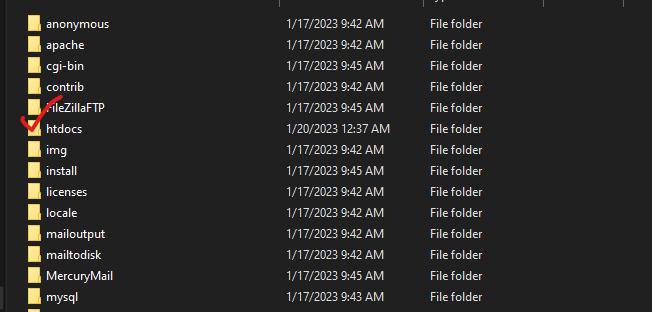 anonymous 1/17/2023 9:42 AM File folder
apache 1/17/2023 9:42 AM File folder
cgi-bin 1/17/2023 9:45 AM File folder
contrib 1/17/2023 9:42 AM File folder
FileZillaFTP 1/17/2023 9:45 AM File folder
htdocs 1/20/2023 12:37 AM File folder
img 1/17/2023 9:42 AM File folder
install 1/17/2023 9:45 AM File folder
licenses 1/17/2023 9:42 AM File folder
locale 1/17/2023 9:42 AM File folder
mailoutput 1/17/2023 9:42 AM File folder
mailtodisk 1/17/2023 9:42 AM File folder
MercuryMail 1/17/2023 9:45 AM File folder
mysql 1/17/2023 9:43 AM File folder